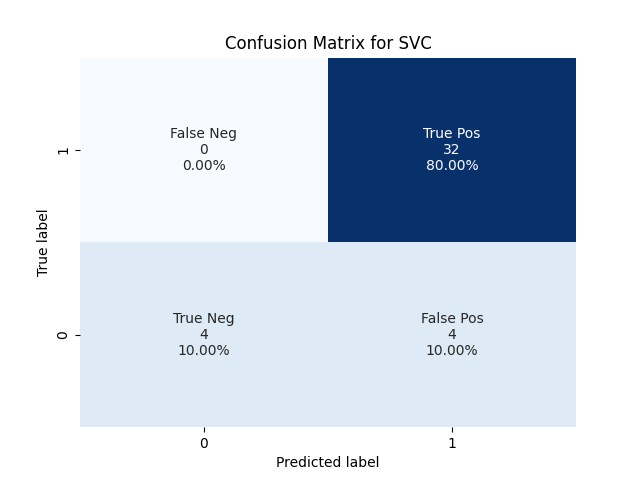 Confusion Matrix for SVC
True label
1
False Neg
0
0.00%
True Pos
32
80.00%
0
True Neg
4
10.00%
False Pos
4
10.00%
0
1
Predicted label